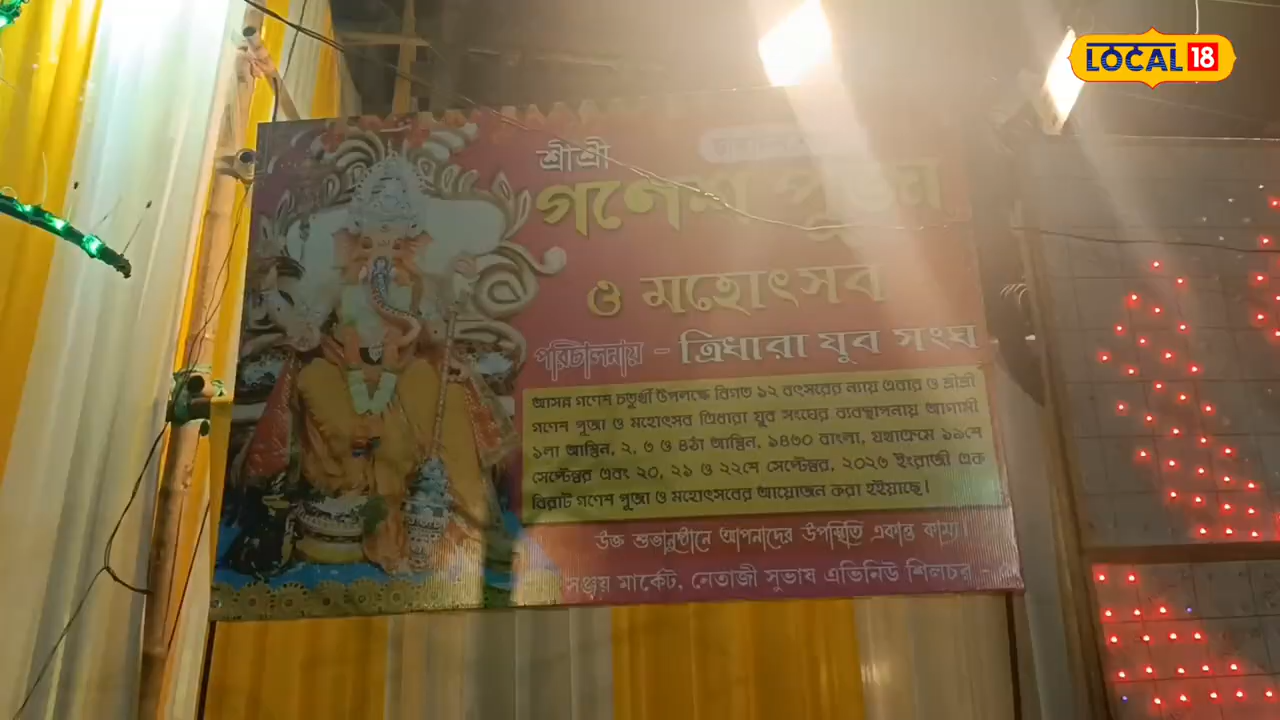 LOCAL 18
শ্রীশ্রী
গণেশ পূজা
ও মহোৎসব
পরিচালনায় - ত্রিধারা যুব সংঘ
আসন্ন গণেশ চতুর্থী উপলক্ষে বিগত ১২ বৎসরের ন্যায় এবার ও শ্রীশ্রী
গণেশ পূজা ও মহোৎসব ত্রিধারা যুব সংঘের ব্যবস্থাপনায় আগামী
১লা আশ্বিন, ২, ৩ ও ৪ঠা আশ্বিন, ১৪৩০ বাংলা, যথাক্রমে ১৯শে
সেপ্টেম্বর এবং ২০, ২১ ও ২২শে সেপ্টেম্বর, ২০২৩ ইংরাজী এক
বিরাট গণেশ পূজা ও মহোৎসবের আয়োজন করা হইয়াছে।
উক্ত শুভানুষ্ঠানে আপনাদের উপস্থিতি একান্ত কাম্য।
সঞ্জয় মার্কেট, নেতাজী সুভাষ এভিনিউ শিলচর -